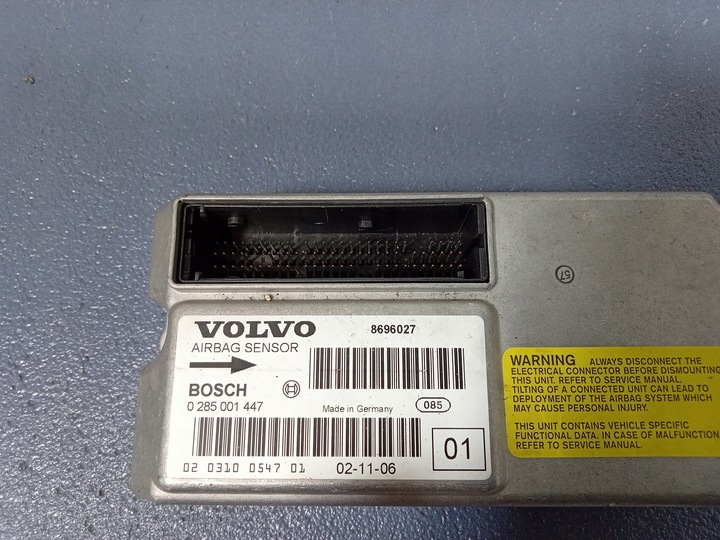 VOLVO 8696027
AIRBAG SENSOR
BOSCH
0 285 001 447 Made in Germany 085
02 0310 0547 01 02-11-06 01
57
WARNING ALWAYS DISCONNECT THE
ELECTRICAL CONNECTOR BEFORE DISMOUNTING
THIS UNIT. REFER TO SERVICE MANUAL.
TILTING OF A CONNECTED UNIT CAN LEAD TO
DEPLOYMENT OF THE AIRBAG SYSTEM WHICH
MAY CAUSE PERSONAL INJURY.
THIS UNIT CONTAINS VEHICLE SPECIFIC
FUNCTIONAL DATA. IN CASE OF MALFUNCTION
REFER TO SERVICE MANUAL.